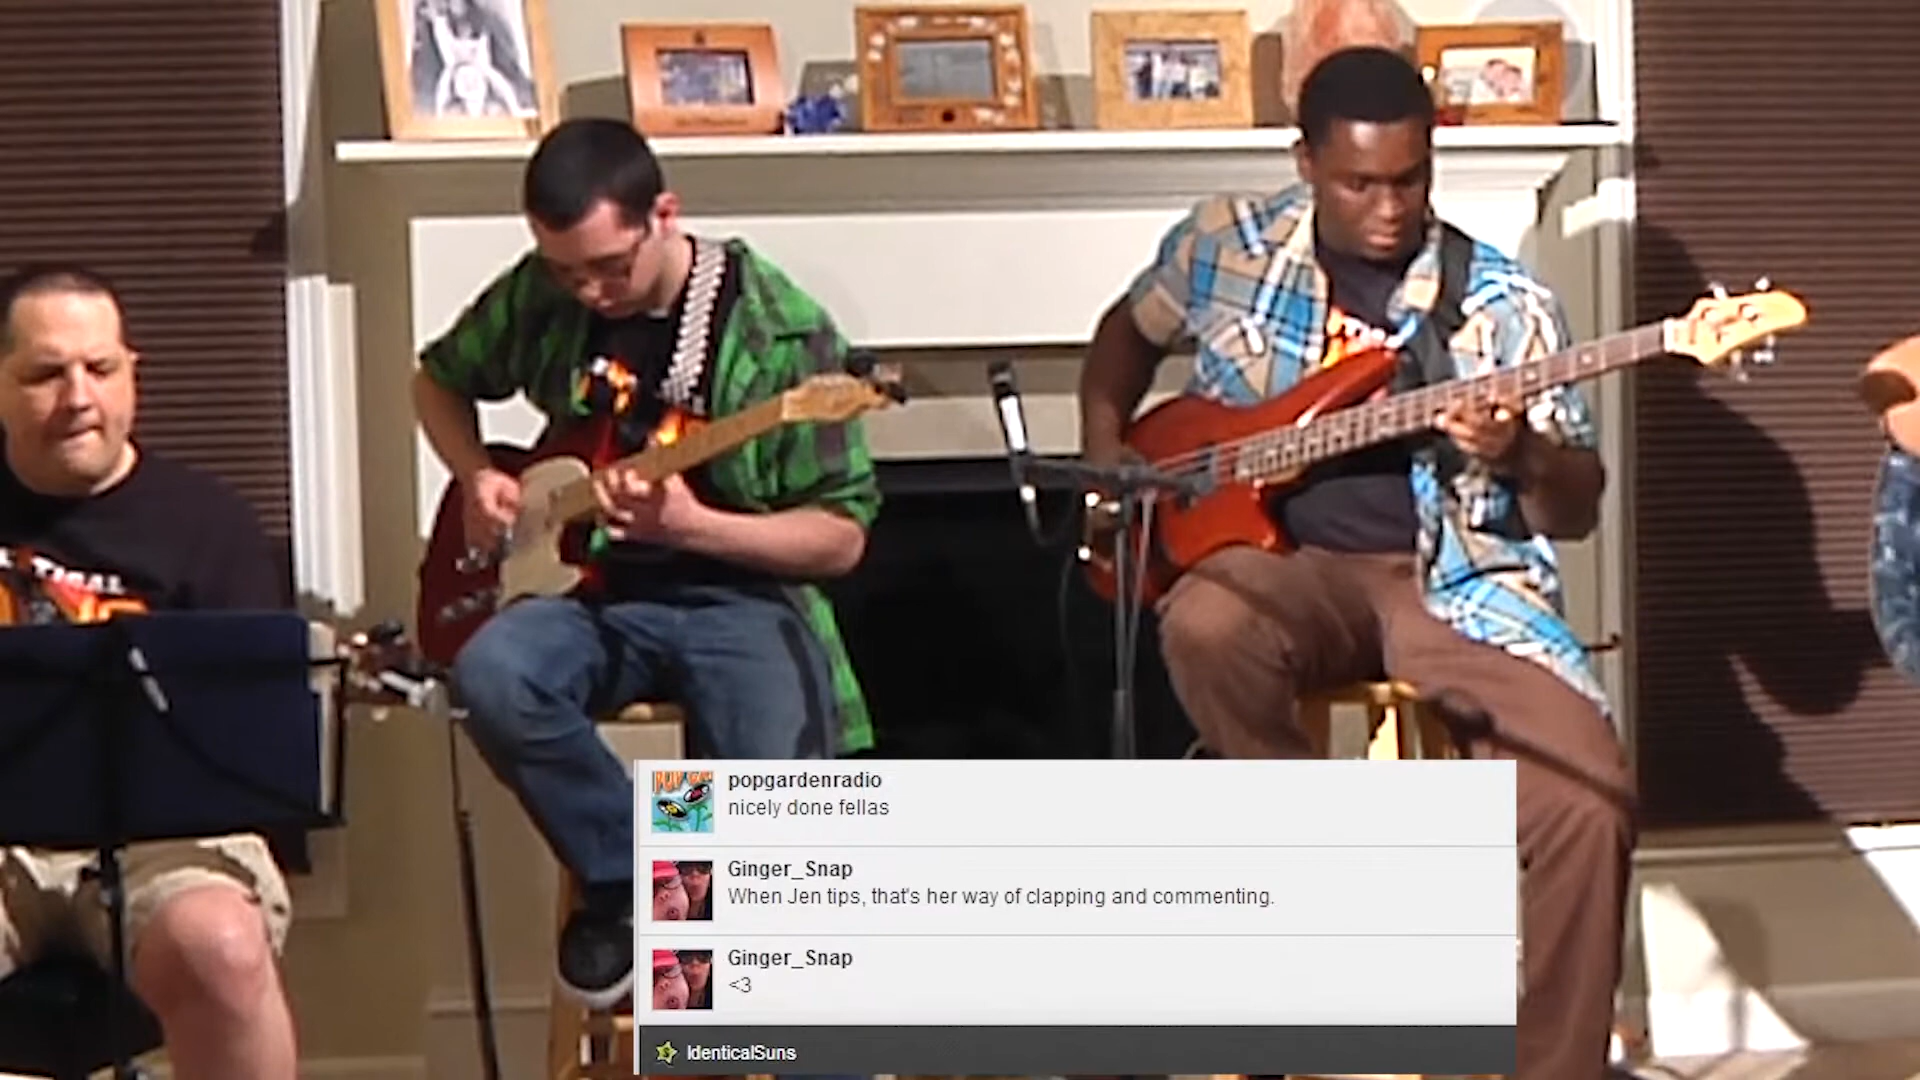 popgardenradio
nicely done fellas
Ginger_Snap
When Jen tips, that's her way of clapping and commenting.
Ginger_Snap
<3
IdenticalSuns